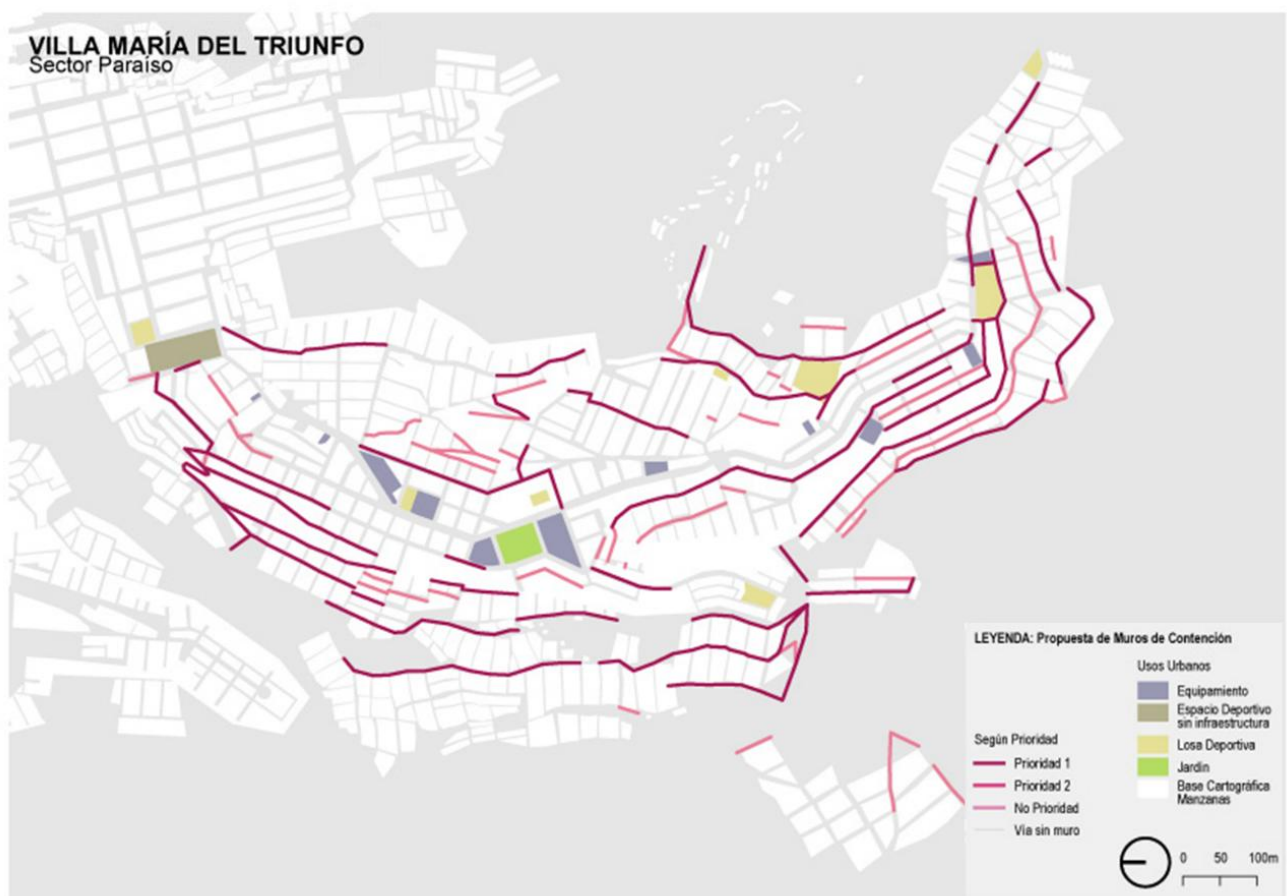 VILLA MARÍA DEL TRIUNFO
Sector Paraíso
LEYENDA: Propuesta de Muros de Contención
Según Prioridad
Prioridad 1
Prioridad 2
No Prioridad
Vía sin muro
Usos Urbanos
Equipamiento
Espacio Deportivo
sin infraestructura
Losa Deportiva
Jardín
Base Cartográfica
Manzanas
0 50 100m